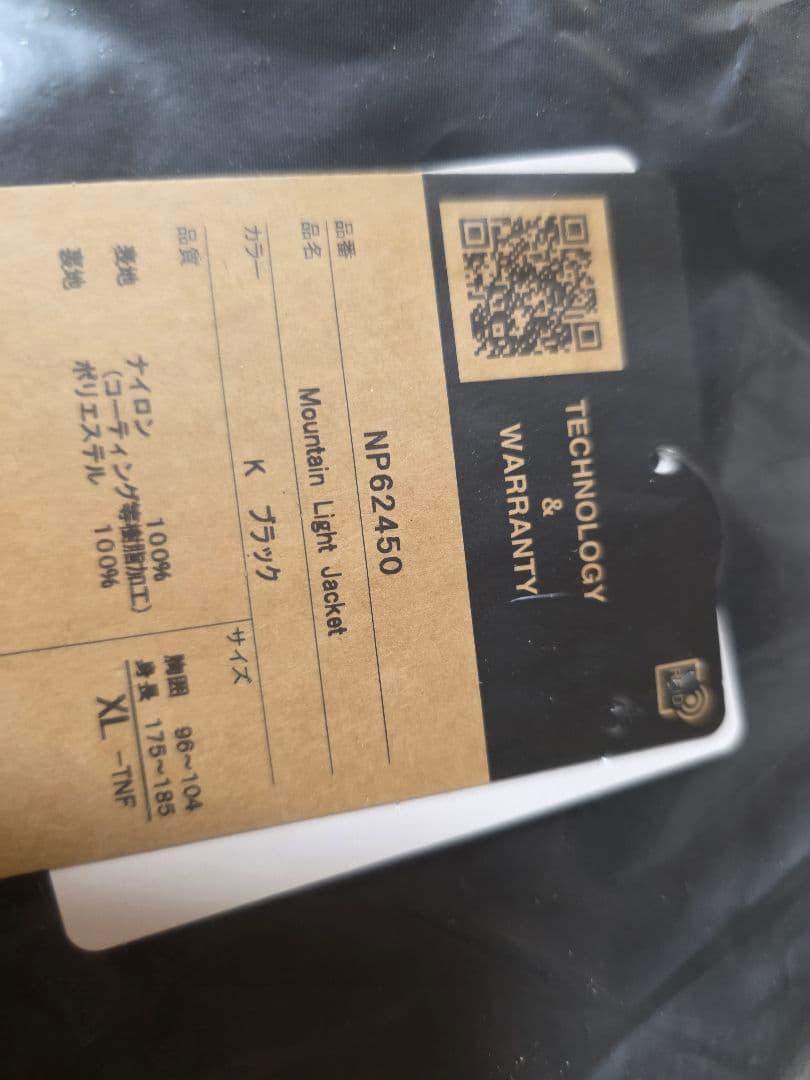 TECHNOLOGY
&
WARRANTY
品番 NP62450
品名 Mountain Light Jacket
カラー K ブラック
品質
サイズ
表地 ナイロン 100%
(コーティング等樹脂加工)
裏地 ポリエステル 100%
胸囲 96~104
身長 175~185
XL -TNF